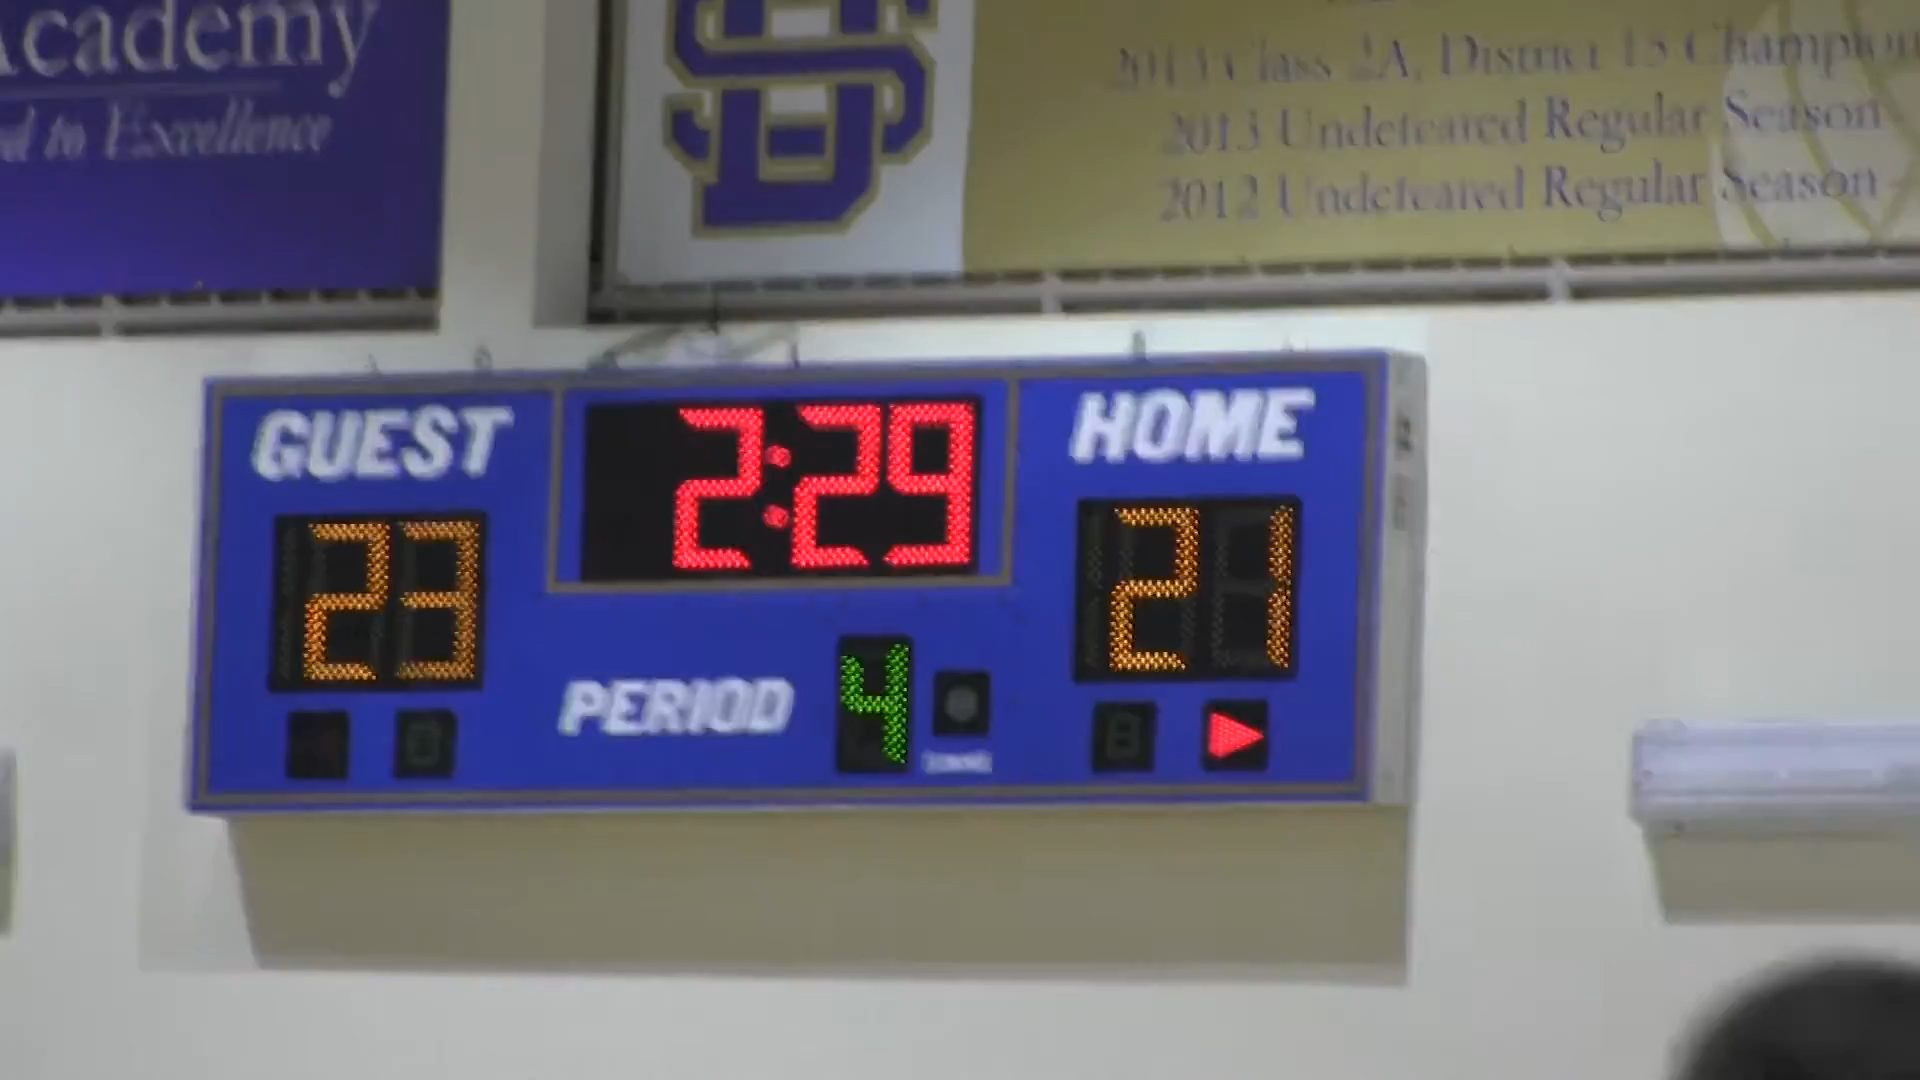 Academy
to Excellence
SD
2013 Class 2A, District 15
2013 Undefeated Regular Season
2012 Undefeated Regular Season
GUEST
2:29
HOME
23
21
PERIOD
4